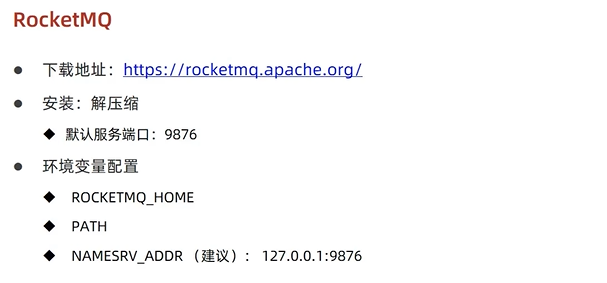 RocketMQ
● 下载地址：https://rocketmq.apache.org/
● 安装：解压缩
◆ 默认服务端口：9876
● 环境变量配置
◆ ROCKETMQ_HOME
◆ PATH
◆ NAMESRV_ADDR （建议）： 127.0.0.1:9876